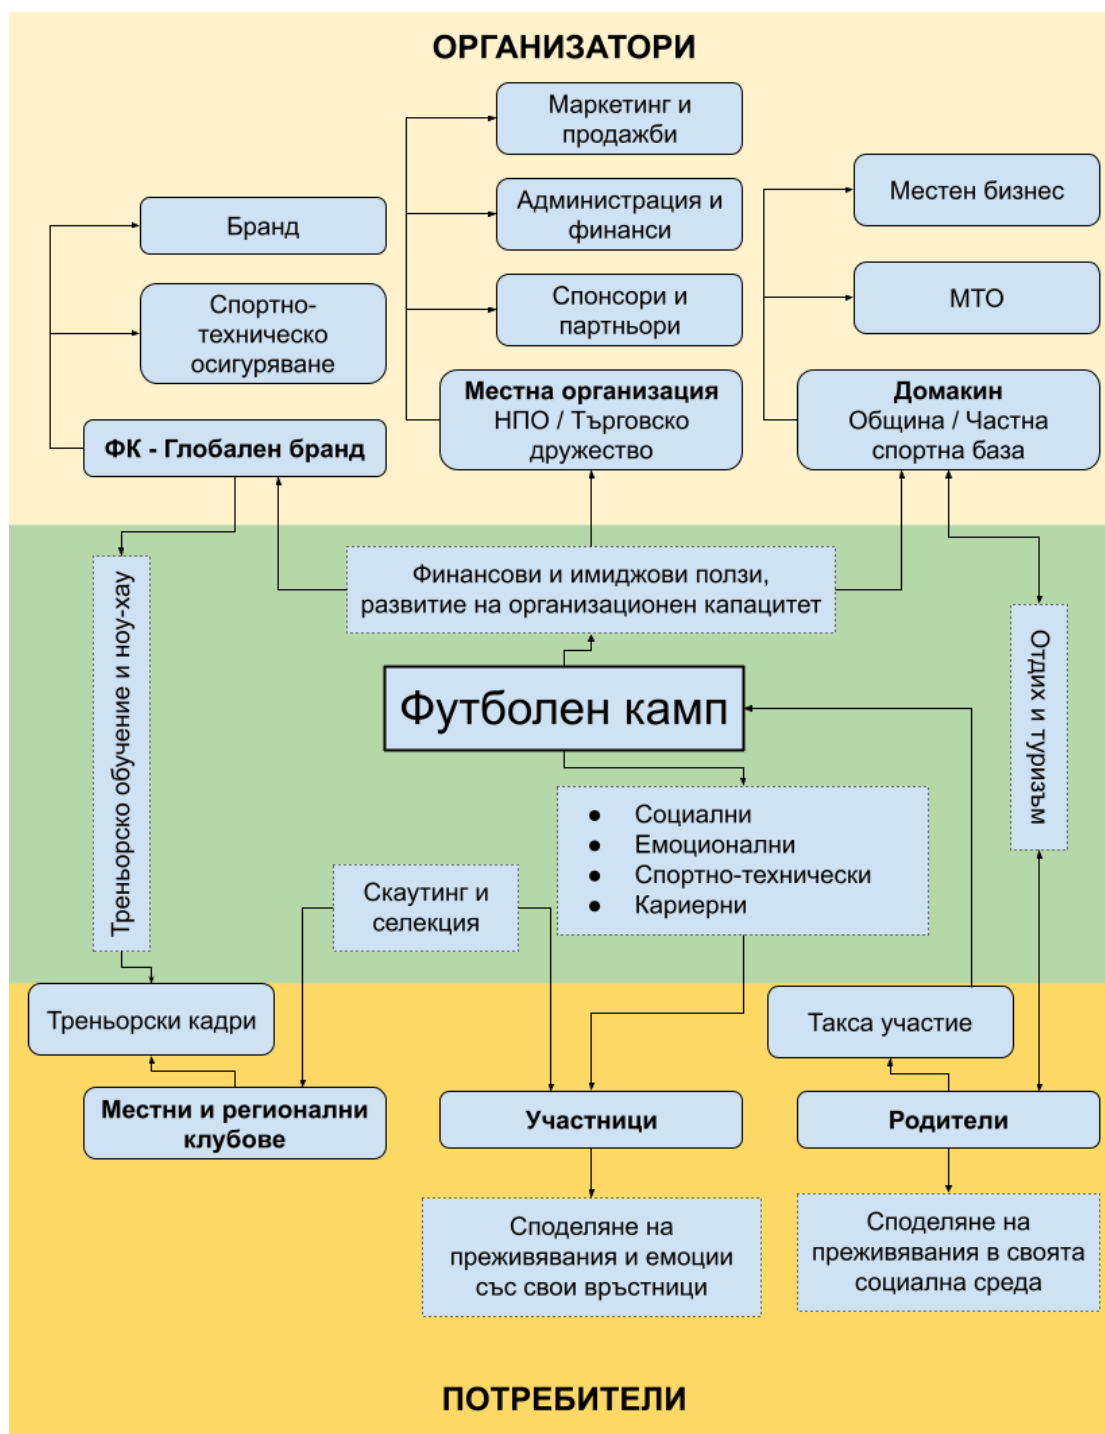 ОРГАНИЗАТОРИ
Маркетинг и
продажби
Администрация и
финанси
Спонсори и
партньори
Местен бизнес
МТО
Бранд
Спортно-
техническо
осигуряване
ФК - Глобален бранд
Местна организация
НПО / Търговско
дружество
Домакин
Община / Частна
спортна база
Финансови и имиджови ползи,
развитие на организационен капацитет
Треньорско обучение и ноу-хау
Отдих и туризъм
Футболен камп
● Социални
● Емоционални
● Спортно-технически
● Кариерни
Скаутинг и
селекция
Треньорски кадри
Такса участие
Местни и регионални
клубове
Участници
Родители
Споделяне на
преживявания и емоции
със свои връстници
Споделяне на
преживявания в своята
социална среда
ПОТРЕБИТЕЛИ